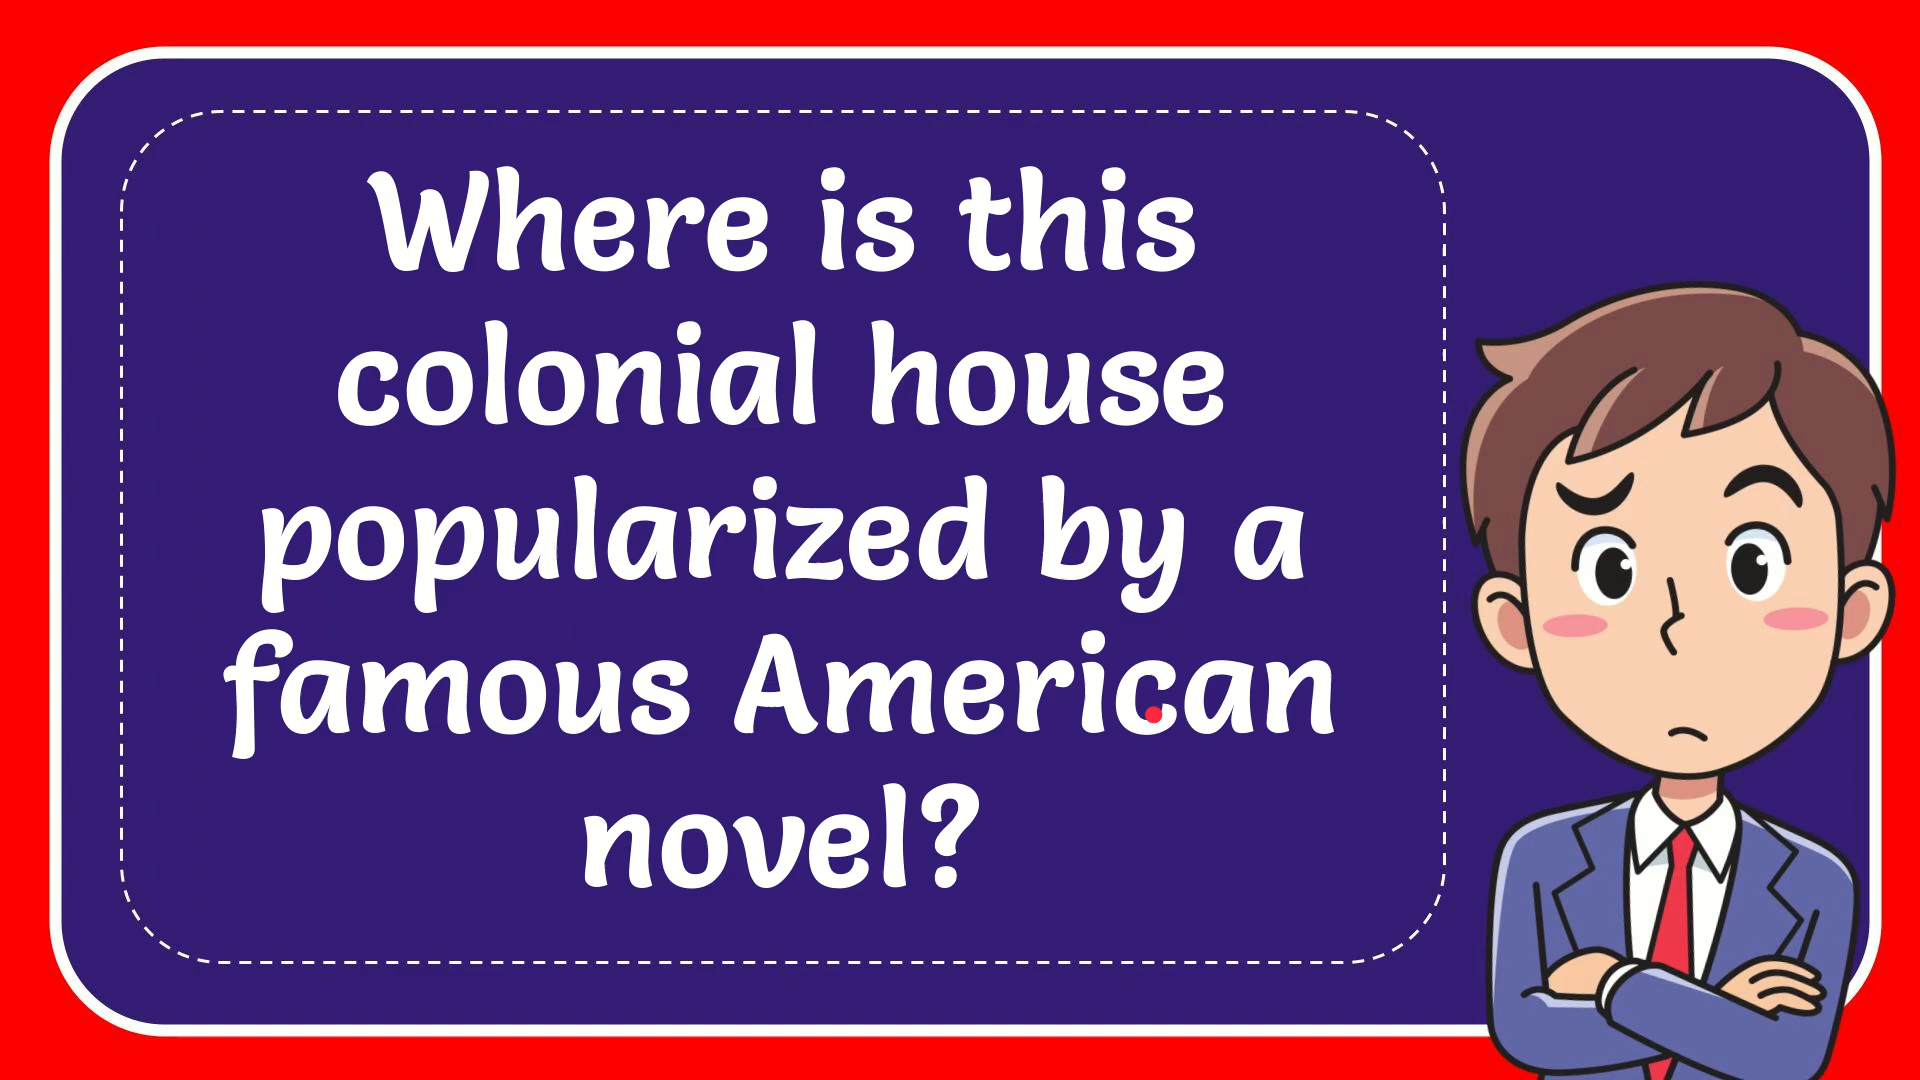 Where is this
colonial house
popularized by a
famous American
novel?